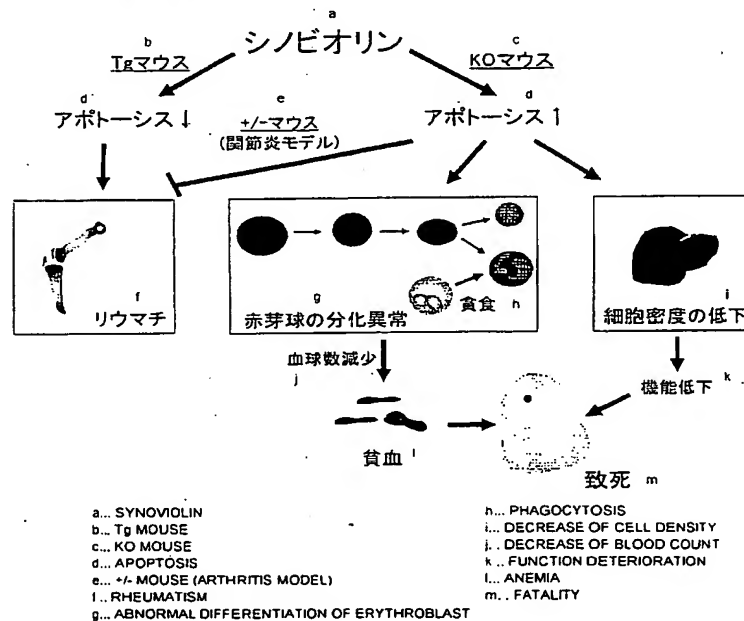 a
シノビオリン
b
Tgマウス
c
KOマウス
d
アポトーシス↓
e
+/-マウス
(関節炎モデル)
d
アポトーシス↑
f
リウマチ
g
赤芽球の分化異常
貪食 h
i
細胞密度の低下
j
血球数減少
貧血 l
機能低下 k
致死 m
a... SYNOVIOLIN
b... Tg MOUSE
c... KO MOUSE
d... APOPTOSIS
e... +/- MOUSE (ARTHRITIS MODEL)
f... RHEUMATISM
g... ABNORMAL DIFFERENTIATION OF ERYTHROBLAST
h... PHAGOCYTOSIS
i... DECREASE OF CELL DENSITY
j... DECREASE OF BLOOD COUNT
k... FUNCTION DETERIORATION
l... ANEMIA
m... FATALITY